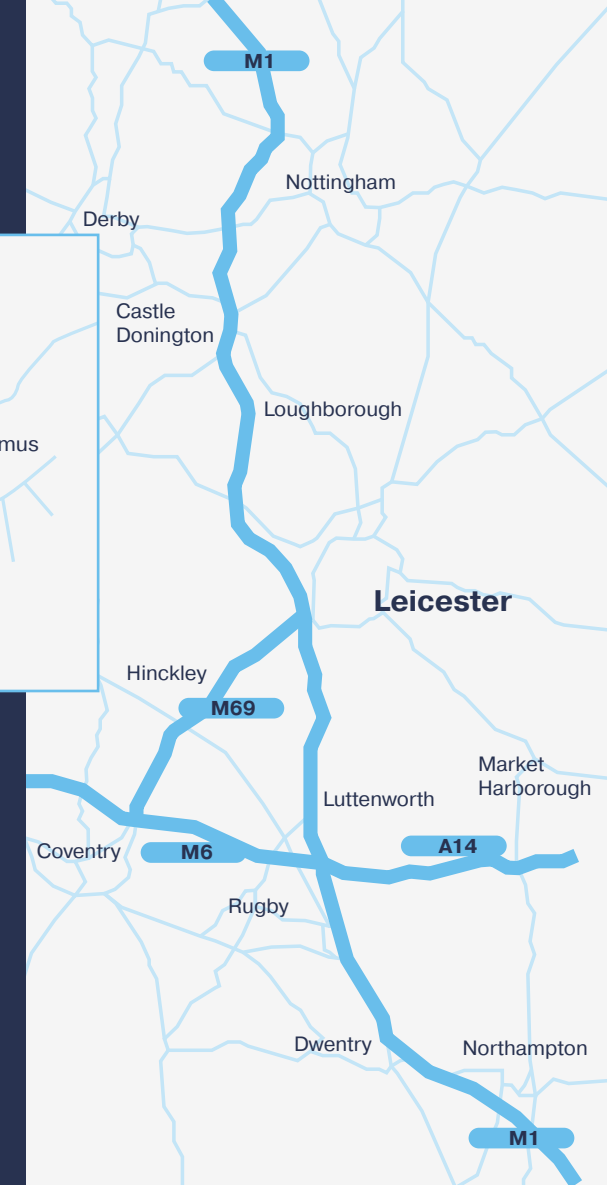 M1
Nottingham
Derby
Castle
Donington
Loughborough
mus
Leicester
Hinckley
M69
Market
Harborough
Luttenworth
A14
Coventry
M6
Rugby
Dwentry
Northampton
M1